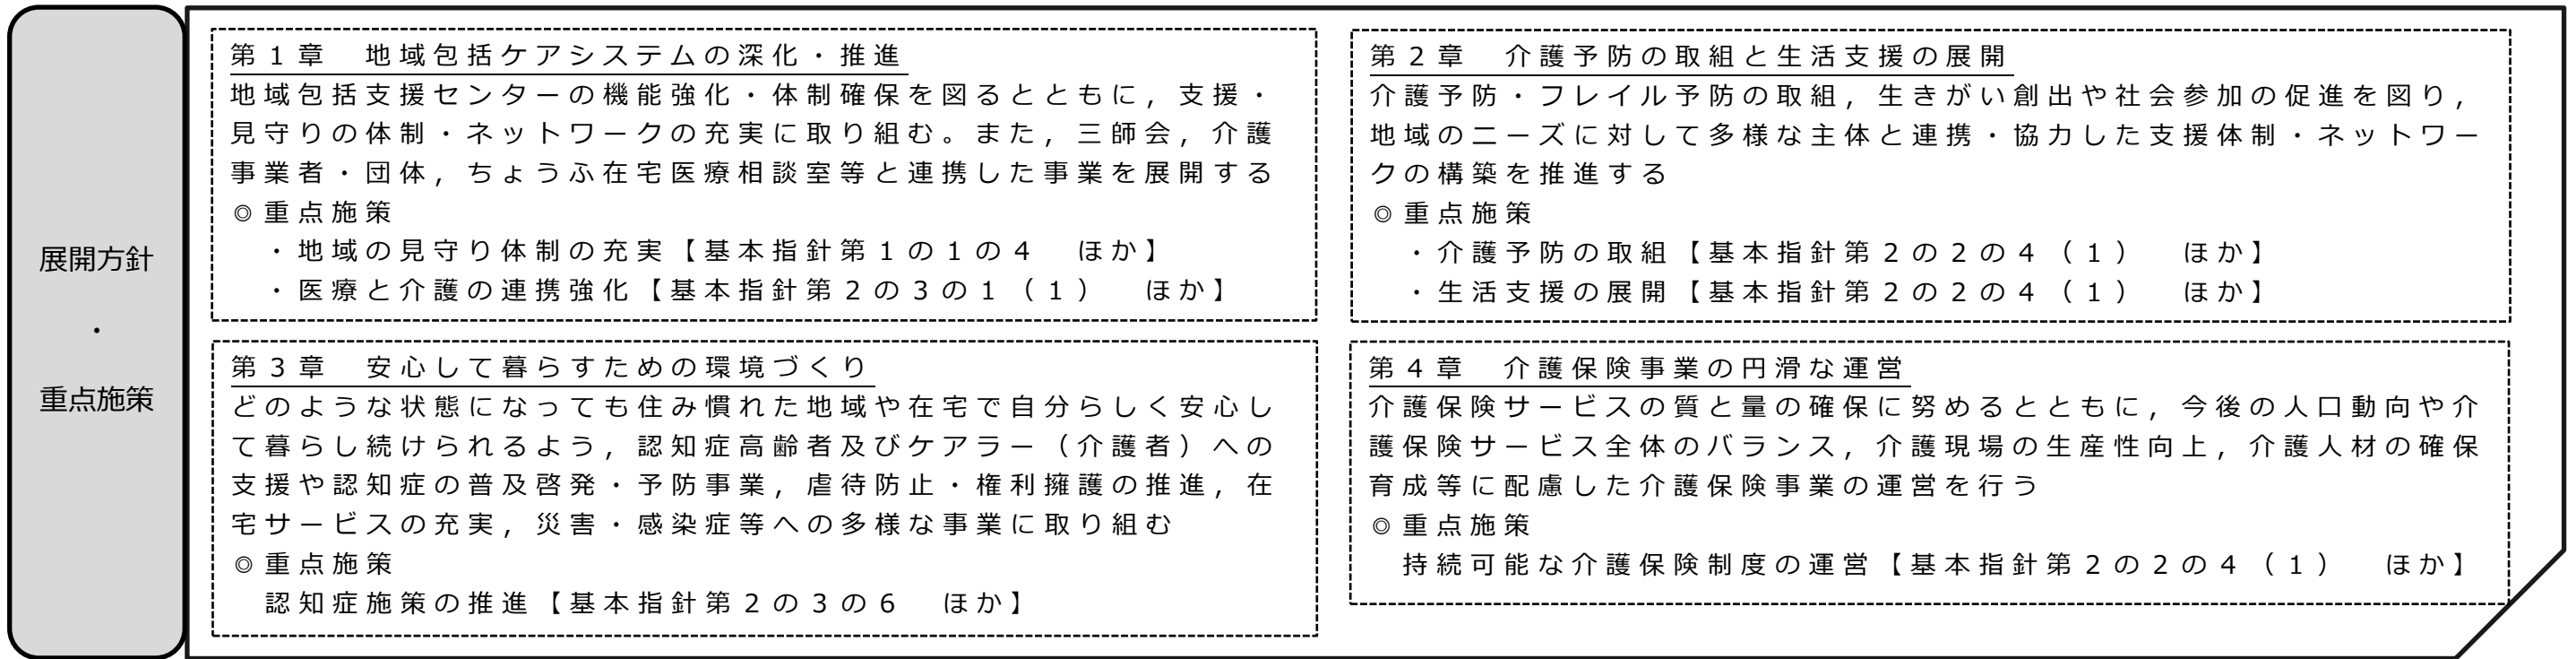 展開方針
・
重点施策
第１章　地域包括ケアシステムの深化・推進
地域包括支援センターの機能強化・体制確保を図るとともに，支援・
見守りの体制・ネットワークの充実に取り組む。また，三師会，介護
事業者・団体，ちょうふ在宅医療相談室等と連携した事業を展開する
◎重点施策
・地域の見守り体制の充実【基本指針第１の１の４　ほか】
・医療と介護の連携強化【基本指針第２の３の１（１）　ほか】
第２章　介護予防の取組と生活支援の展開
介護予防・フレイル予防の取組，生きがい創出や社会参加の促進を図り，
地域のニーズに対して多様な主体と連携・協力した支援体制・ネットワー
クの構築を推進する
◎重点施策
・介護予防の取組【基本指針第２の２の４（１）　ほか】
・生活支援の展開【基本指針第２の２の４（１）　ほか】
第３章　安心して暮らすための環境づくり
どのような状態になっても住み慣れた地域や在宅で自分らしく安心し
て暮らし続けられるよう，認知症高齢者及びケアラー（介護者）への
支援や認知症の普及啓発・予防事業，虐待防止・権利擁護の推進，在
宅サービスの充実，災害・感染症等への多様な事業に取り組む
◎重点施策
認知症施策の推進【基本指針第２の３の６　ほか】
第４章　介護保険事業の円滑な運営
介護保険サービスの質と量の確保に努めるとともに，今後の人口動向や介
護保険サービス全体のバランス，介護現場の生産性向上，介護人材の確保
育成等に配慮した介護保険事業の運営を行う
◎重点施策
持続可能な介護保険制度の運営【基本指針第２の２の４（１）　ほか】